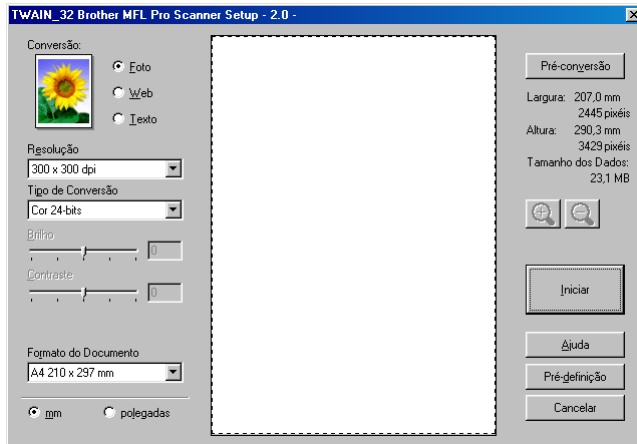 TWAIN_32 Brother MFL Pro Scanner Setup - 2.0 -
Conversão:
Foto
Web
Texto
Resolução
300 x 300 dpi
Tipo de Conversão
Cor 24-bits
Brilho
0
Contraste
0
Formato do Documento
A4 210 x 297 mm
mm
polegadas
Pré-conversão
Largura: 207,0 mm
2445 pixéis
Altura: 290,3 mm
3429 pixéis
Tamanho dos Dados:
23,1 MB
Iniciar
Ajuda
Pré-definição
Cancelar